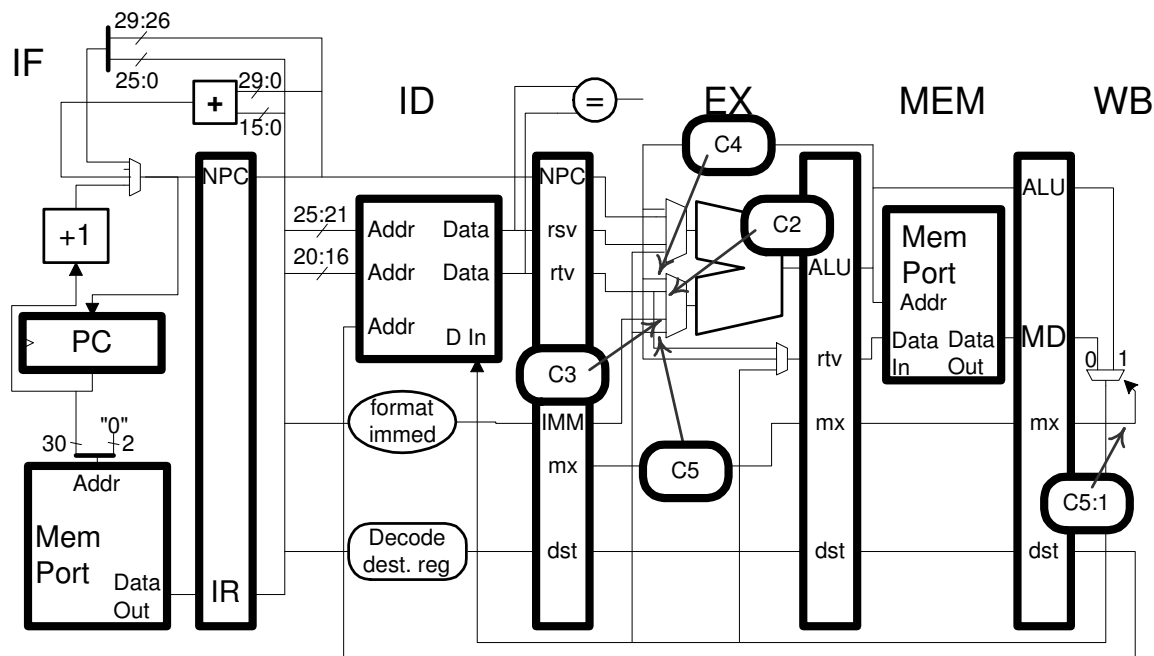 29:26
IF
25:0
29:0
+
15:0
ID
=
EX
MEM
WB
C4
NPC
NPC
ALU
+1
25:21
Addr
Data
rsv
C2
Mem
Port
20:16
Addr
Data
rtv
ALU
Addr
PC
Addr
D In
Data
In
Data
Out
MD
0
1
rtv
C3
format
immed
IMM
mx
mx
30
"0"
2
mx
C5
Addr
C5:1
Mem
Port
Decode
dest. reg
dst
dst
dst
Data
Out
IR